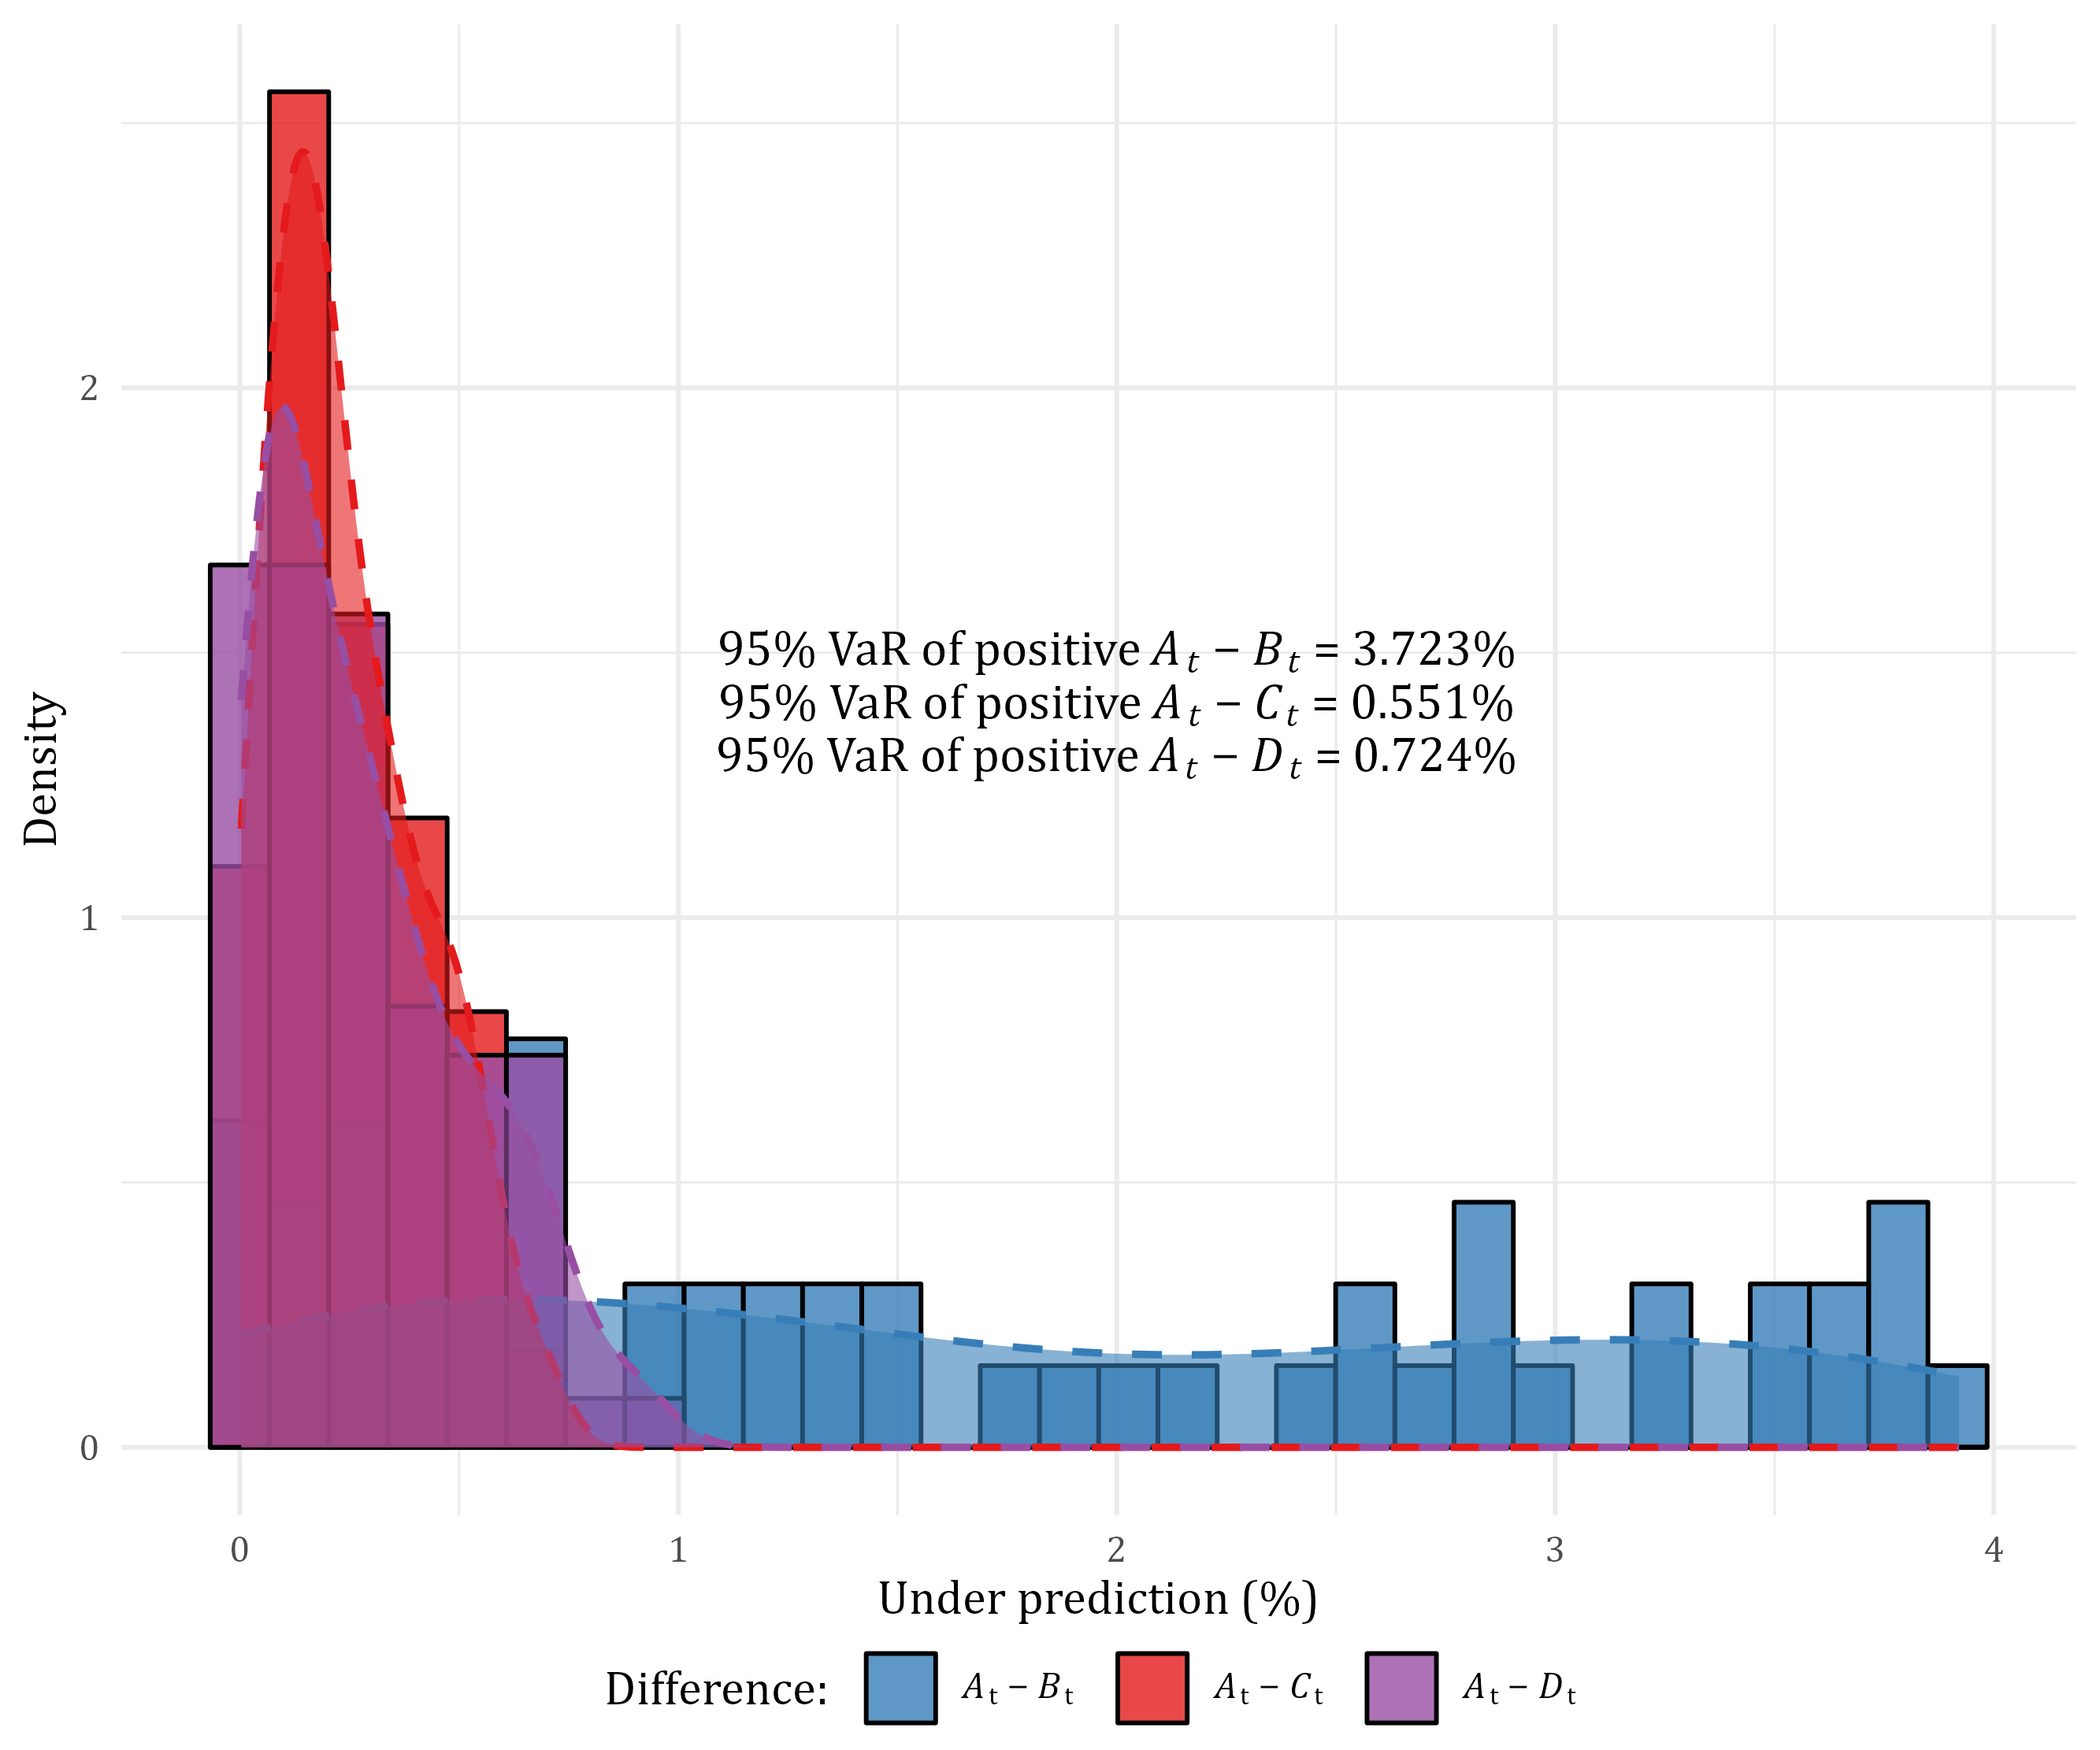 2
1
0
Density
95% VaR of positive A_t − B_t = 3.723%
95% VaR of positive A_t − C_t = 0.551%
95% VaR of positive A_t − D_t = 0.724%
0 1 2 3 4
Under prediction (%)
Difference: A_t − B_t A_t − C_t A_t − D_t